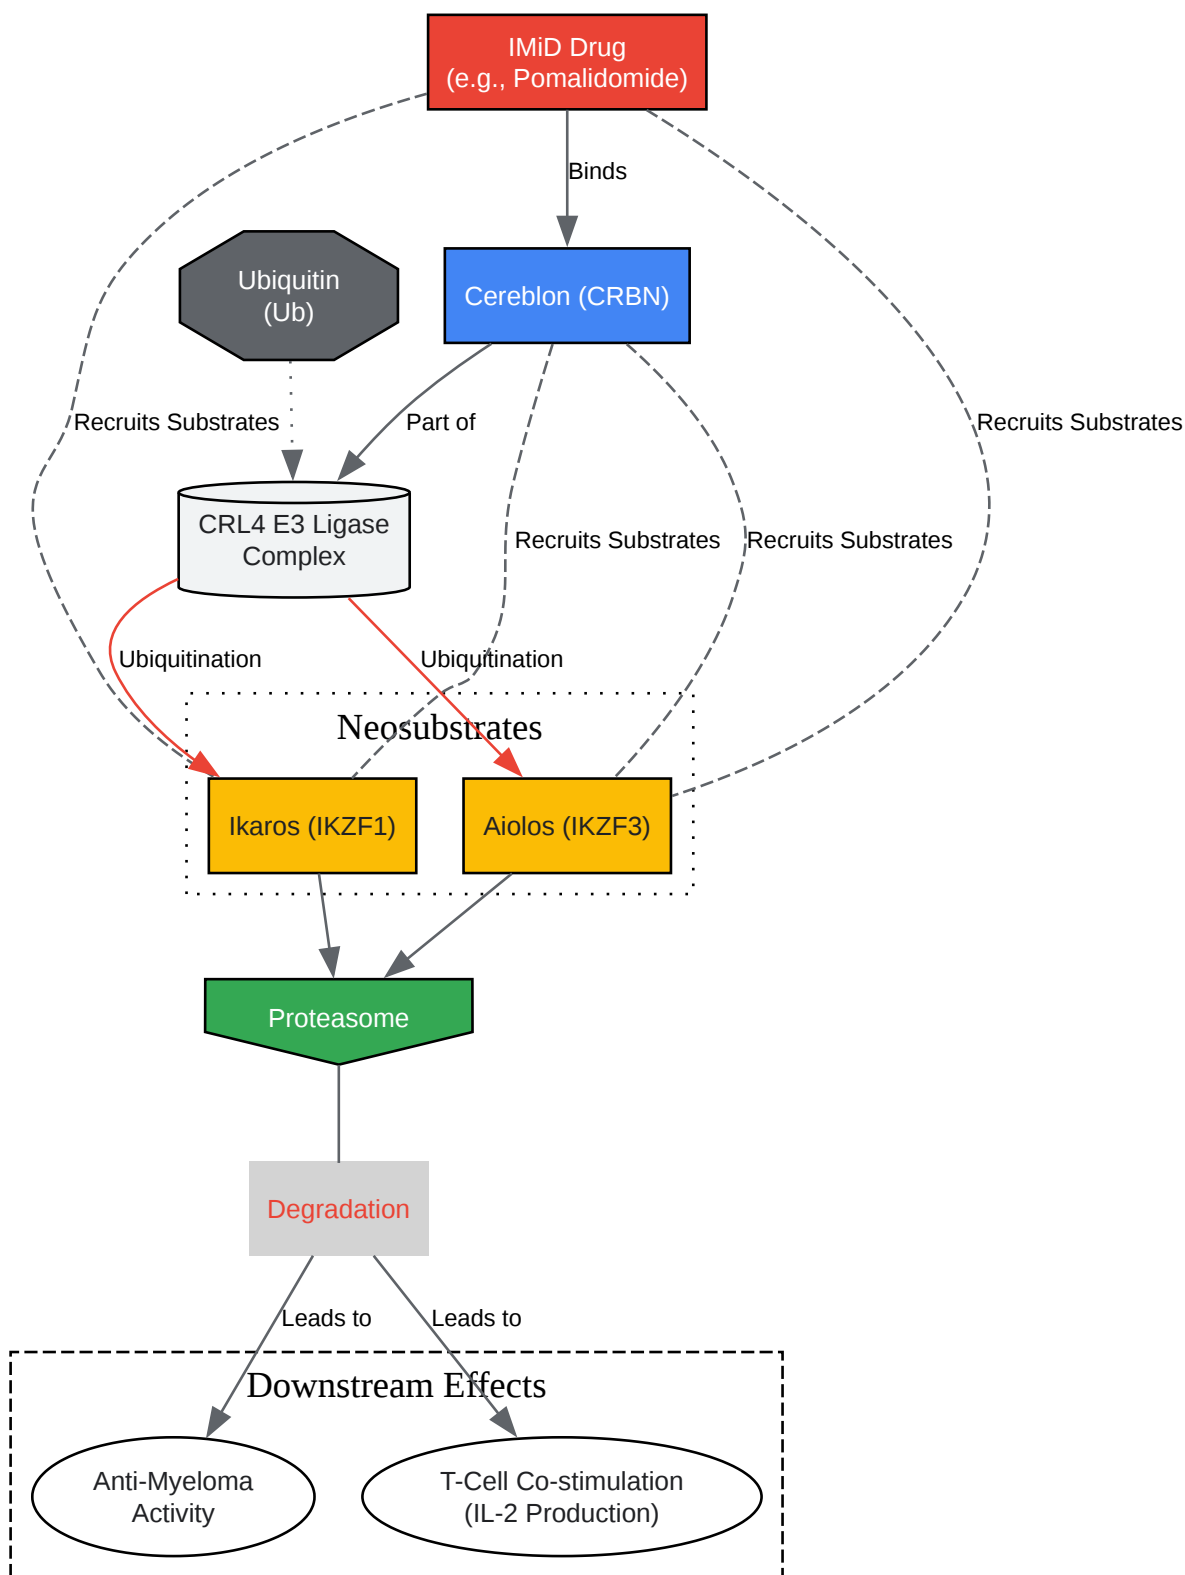 IMiD Drug
(e.g., Pomalidomide)
Binds
Ubiquitin
(Ub)
Cereblon (CRBN)
Recruits Substrates
Part of
Recruits Substrates
CRL4 E3 Ligase
Complex
Recruits Substrates
Recruits Substrates
Ubiquitination
Ubiquitination
Neosubstrates
Ikaros (IKZF1)
Aiolos (IKZF3)
Proteasome
Degradation
Leads to
Leads to
Downstream Effects
Anti-Myeloma
Activity
T-Cell Co-stimulation
(IL-2 Production)